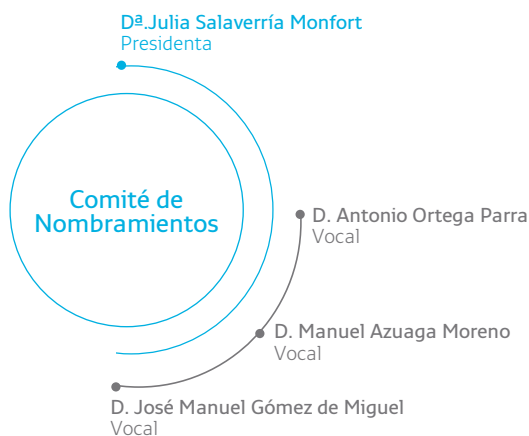 Dª.Julia Salaverría Monfort
Presidenta
Comité de
Nombramientos
D. Antonio Ortega Parra
Vocal
D. Manuel Azuaga Moreno
Vocal
D. José Manuel Gómez de Miguel
Vocal